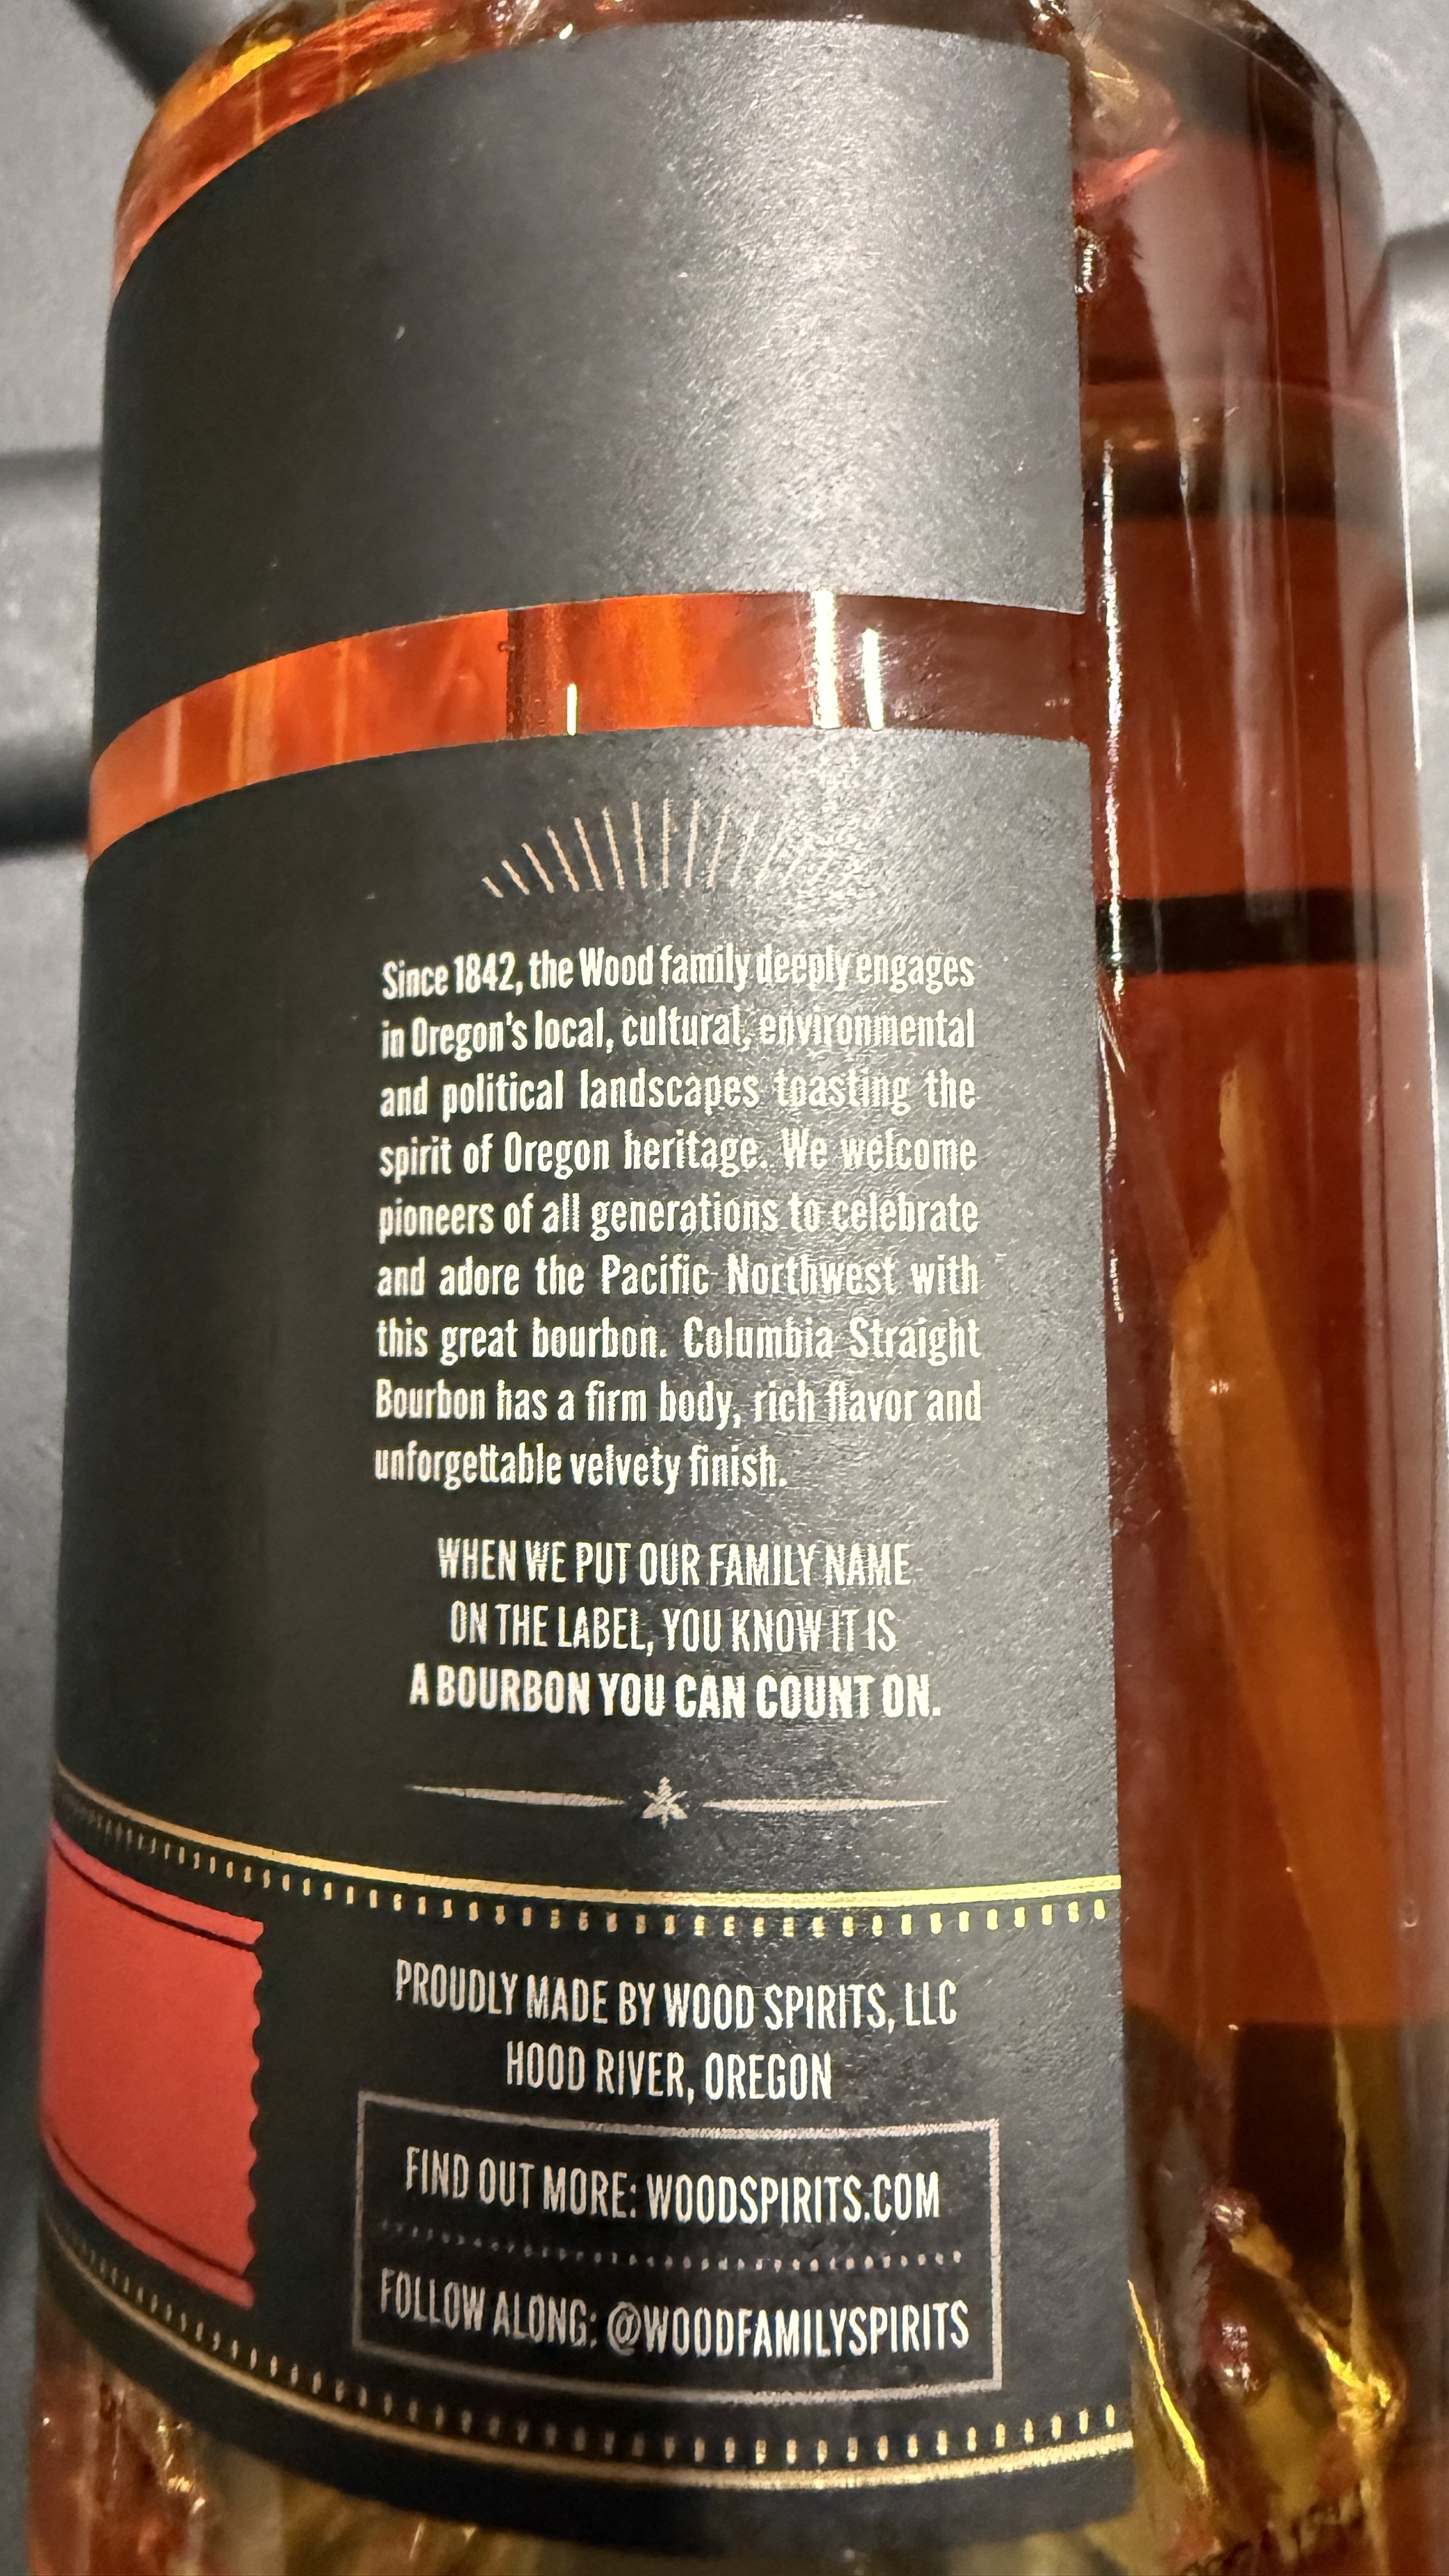 Since 1842, the Wood family deeply engages
in Oregon's local, cultural, environmental
and political landscapes toasting the
spirit of Oregon heritage. We welcome
pioneers of all generations to celebrate
and adore the Pacific Northwest with
this great bourbon. Columbia Straight
Bourbon has a firm body, rich flavor and
unforgettable velvety finish.
WHEN WE PUT OUR FAMILY NAME
ON THE LABEL, YOU KNOW IT IS
A BOURBON YOU CAN COUNT ON.
PROUDLY MADE BY WOOD SPIRITS, LLC
HOOD RIVER, OREGON
FIND OUT MORE: WOODSPIRITS.COM
FOLLOW ALONG: @WOODFAMILYSPIRITS